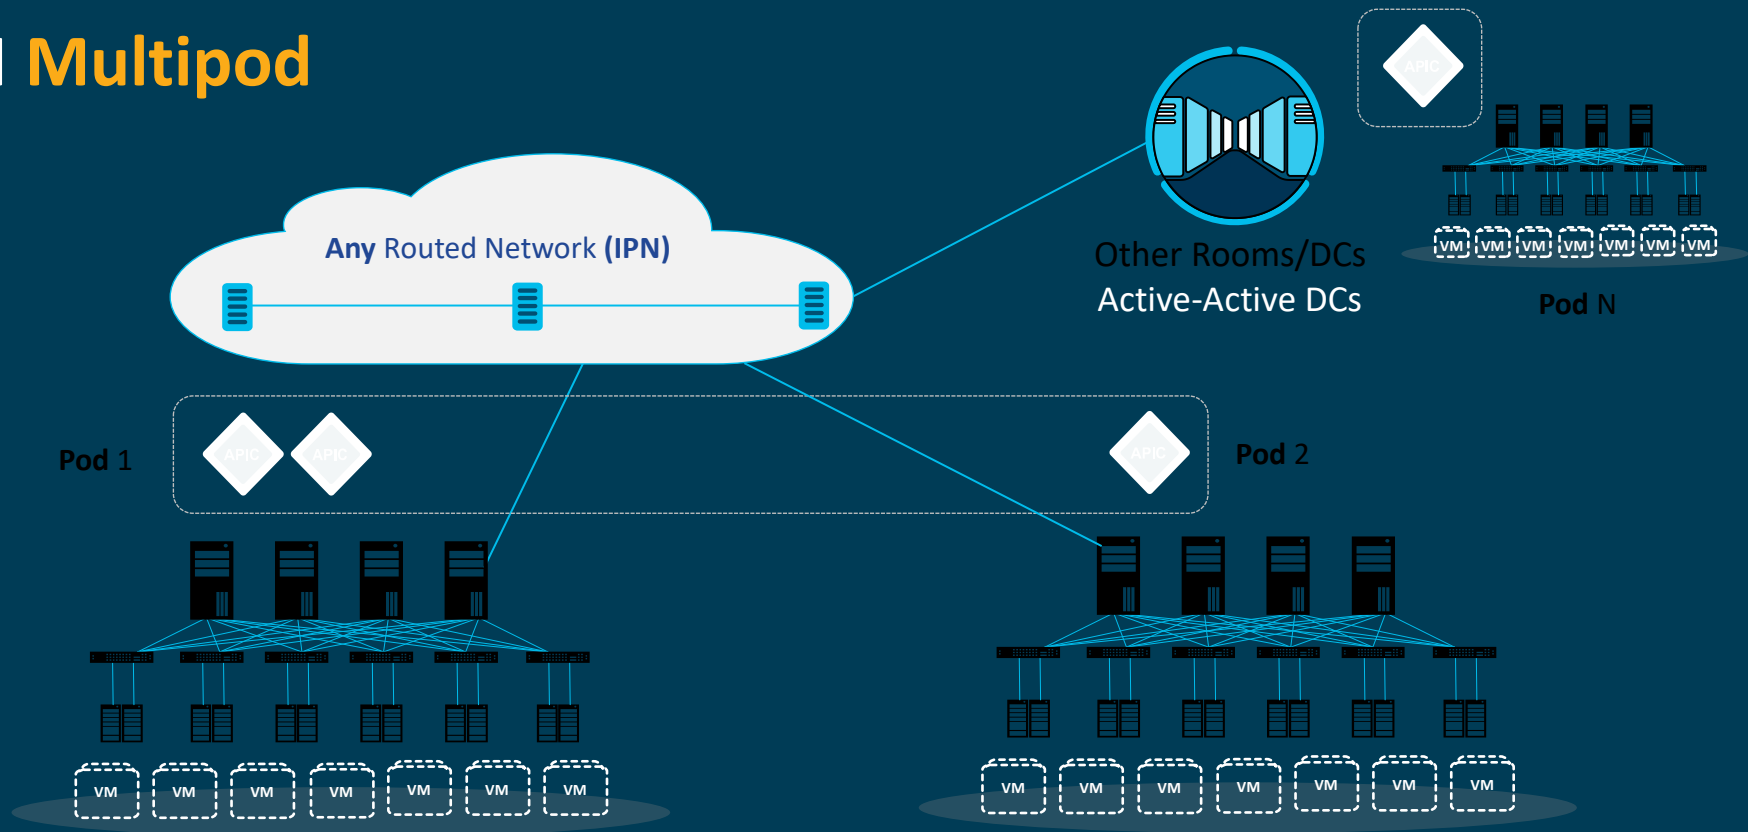 Multipod
APIC
Any Routed Network (IPN)
Other Rooms/DCs
Active-Active DCs
VM VM VM VM VM VM VM
Pod N
Pod 1
APIC APIC
APIC
Pod 2
VM VM VM VM VM VM VM
VM VM VM VM VM VM VM